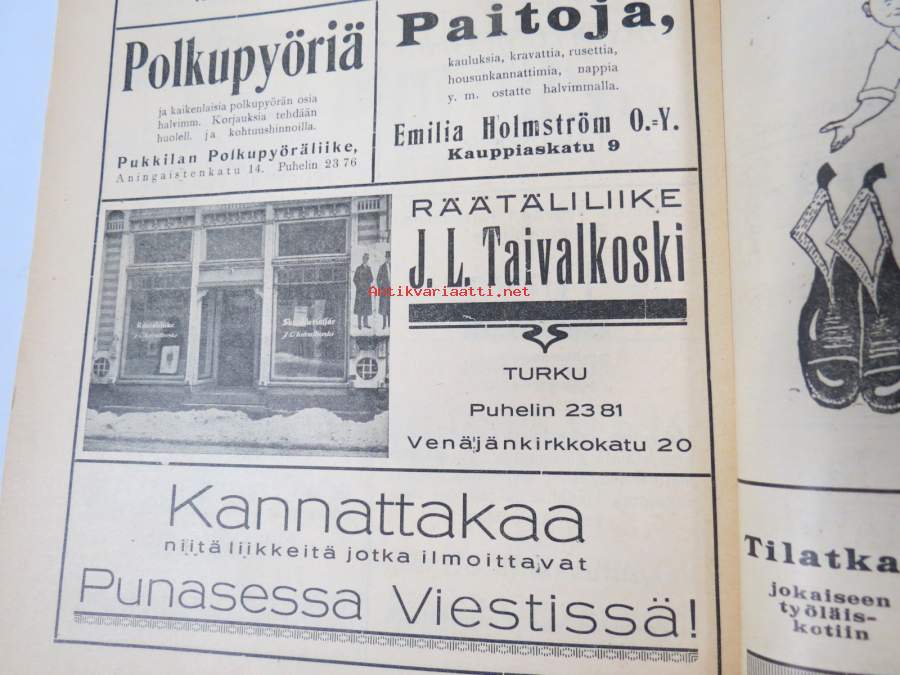 Polkupyöriä
ja kaikenlaisia polkupyörän osia
halvimm. Korjauksia tehdään
huolell. ja kohtuushinnoilla.
Pukkilan Polkupyöräliike,
Aningaistenkatu 14. Puhelin 23 76
Paitoja,
kauluksia, kravattia, rusettia,
housunkannattimia, nappia
y. m. ostatte halvimmalla.
Emilia Holmström O.=Y.
Kauppiaskatu 9
RÄÄTÄLILIIKE
J. L. Taivalkoski
Antikvariaatti.net
TURKU
Puhelin 23 81
Venäjänkirkkokatu 20
Räätäliliike
Kannattakaa
niitä liikkeitä jotka ilmoittavat
Punasessa Viestissä!
Tilatka
jokaiseen
työläis-
kotiin